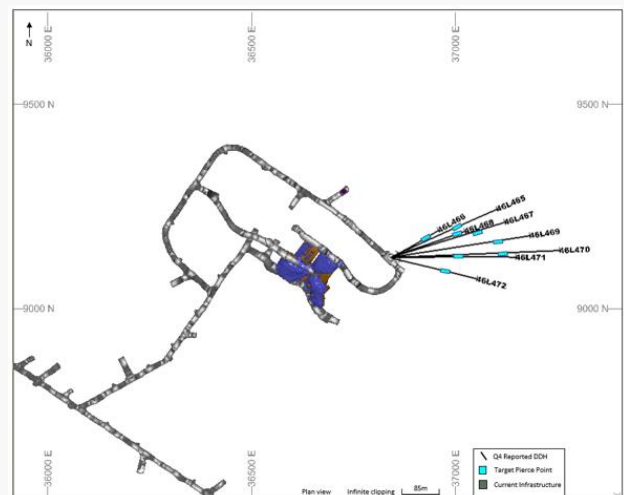 N
36000 E
36500 E
37000 E
9500 N
9500 N
46L465
46L466
46L467
46L468
46L469
46L470
46L471
46L472
9000 N
9000 N
36000 E
36500 E
37000 E
Q4 Reported DDH
Target Pierce Point
Current Infrastructure
Plan view
Infinite clipping
85m